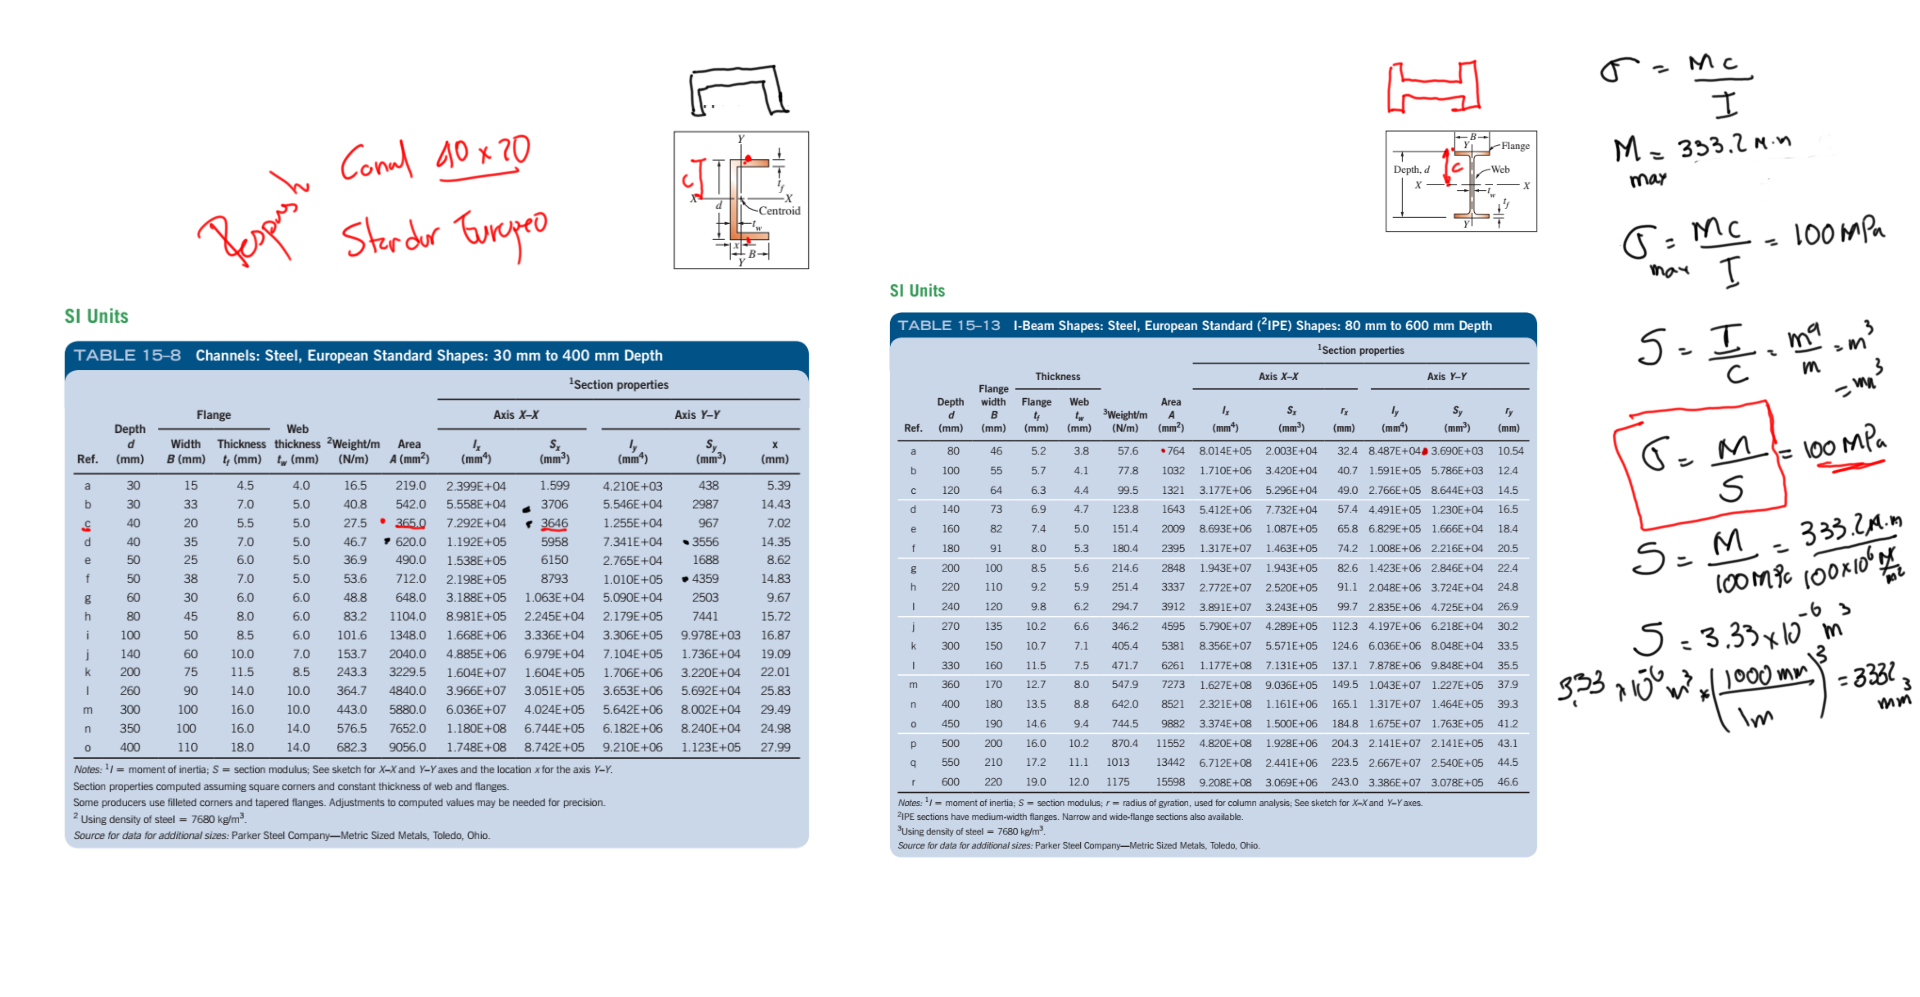 Respuesta
Canal 40 x 20
Standar Europeo
C
Y
t_f
X
X
d
Centroid
t_w
x
B
Y
SI Units
TABLE 15–8 Channels: Steel, European Standard Shapes: 30 mm to 400 mm Depth
¹Section properties
Flange Axis X–X Axis Y–Y
Ref. Depth d (mm) Width B (mm) Thickness t_f (mm) Web thickness t_w (mm) ²Weight/m (N/m) Area A (mm²) I_x (mm⁴) S_x (mm³) I_y (mm⁴) S_y (mm³) x (mm)
a 30 15 4.5 4.0 16.5 219.0 2.399E+04 1.599 4.210E+03 438 5.39
b 30 33 7.0 5.0 40.8 542.0 5.558E+04 3706 5.546E+04 2987 14.43
c 40 20 5.5 5.0 27.5 365.0 7.292E+04 3646 1.255E+04 967 7.02
d 40 35 7.0 5.0 46.7 620.0 1.192E+05 5958 7.341E+04 3556 14.35
e 50 25 6.0 5.0 36.9 490.0 1.538E+05 6150 2.765E+04 1688 8.62
f 50 38 7.0 5.0 53.6 712.0 2.198E+05 8793 1.010E+05 4359 14.83
g 60 30 6.0 6.0 48.8 648.0 3.188E+05 1.063E+04 5.090E+04 2503 9.67
h 80 45 8.0 6.0 83.2 1104.0 8.981E+05 2.245E+04 2.179E+05 7441 15.72
i 100 50 8.5 6.0 101.6 1348.0 1.668E+06 3.336E+04 3.306E+05 9.978E+03 16.87
j 140 60 10.0 7.0 153.7 2040.0 4.885E+06 6.979E+04 7.104E+05 1.736E+04 19.09
k 200 75 11.5 8.5 243.3 3229.5 1.604E+07 1.604E+05 1.706E+06 3.220E+04 22.01
l 260 90 14.0 10.0 364.7 4840.0 3.966E+07 3.051E+05 3.653E+06 5.692E+04 25.83
m 300 100 16.0 10.0 443.0 5880.0 6.036E+07 4.024E+05 5.642E+06 8.002E+04 29.49
n 350 100 16.0 14.0 576.5 7652.0 1.180E+08 6.744E+05 6.182E+06 8.240E+04 24.98
o 400 110 18.0 14.0 682.3 9056.0 1.748E+08 8.742E+05 9.210E+06 1.123E+05 27.99
Notes: ¹I = moment of inertia; S = section modulus; See sketch for X–X and Y–Y axes and the location x for the axis Y–Y.
Section properties computed assuming square corners and constant thickness of web and flanges.
Some producers use filleted corners and tapered flanges. Adjustments to computed values may be needed for precision.
² Using density of steel = 7680 kg/m³.
Source for data for additional sizes: Parker Steel Company—Metric Sized Metals, Toledo, Ohio.
B
Y
Flange
Depth, d
C
Web
X
X
t_w
t_f
Y
SI Units
TABLE 15–13 I-Beam Shapes: Steel, European Standard (²IPE) Shapes: 80 mm to 600 mm Depth
¹Section properties
Thickness Axis X–X Axis Y–Y
Ref. Depth d (mm) Flange width B (mm) Flange t_f (mm) Web t_w (mm) ³Weight/m (N/m) Area A (mm²) I_x (mm⁴) S_x (mm³) r_x (mm) I_y (mm⁴) S_y (mm³) r_y (mm)
a 80 46 5.2 3.8 57.6 764 8.014E+05 2.003E+04 32.4 8.487E+04 3.690E+03 10.54
b 100 55 5.7 4.1 77.8 1032 1.710E+06 3.420E+04 40.7 1.591E+05 5.786E+03 12.4
c 120 64 6.3 4.4 99.5 1321 3.177E+06 5.296E+04 49.0 2.766E+05 8.644E+03 14.5
d 140 73 6.9 4.7 123.8 1643 5.412E+06 7.732E+04 57.4 4.491E+05 1.230E+04 16.5
e 160 82 7.4 5.0 151.4 2009 8.693E+06 1.087E+05 65.8 6.829E+05 1.666E+04 18.4
f 180 91 8.0 5.3 180.4 2395 1.317E+07 1.463E+05 74.2 1.008E+06 2.216E+04 20.5
g 200 100 8.5 5.6 214.6 2848 1.943E+07 1.943E+05 82.6 1.423E+06 2.846E+04 22.4
h 220 110 9.2 5.9 251.4 3337 2.772E+07 2.520E+05 91.1 2.048E+06 3.724E+04 24.8
I 240 120 9.8 6.2 294.7 3912 3.891E+07 3.243E+05 99.7 2.835E+06 4.725E+04 26.9
j 270 135 10.2 6.6 346.2 4595 5.790E+07 4.289E+05 112.3 4.197E+06 6.218E+04 30.2
k 300 150 10.7 7.1 405.4 5381 8.356E+07 5.571E+05 124.6 6.036E+06 8.048E+04 33.5
l 330 160 11.5 7.5 471.7 6261 1.177E+08 7.131E+05 137.1 7.878E+06 9.848E+04 35.5
m 360 170 12.7 8.0 547.9 7273 1.627E+08 9.036E+05 149.5 1.043E+07 1.227E+05 37.9
n 400 180 13.5 8.8 642.0 8521 2.321E+08 1.161E+06 165.1 1.317E+07 1.464E+05 39.3
o 450 190 14.6 9.4 744.5 9882 3.374E+08 1.500E+06 184.8 1.675E+07 1.763E+05 41.2
p 500 200 16.0 10.2 870.4 11552 4.820E+08 1.928E+06 204.3 2.141E+07 2.141E+05 43.1
q 550 210 17.2 11.1 1013 13442 6.712E+08 2.441E+06 223.5 2.667E+07 2.540E+05 44.5
r 600 220 19.0 12.0 1175 15598 9.208E+08 3.069E+06 243.0 3.386E+07 3.078E+05 46.6
Notes: ¹I = moment of inertia; S = section modulus; r = radius of gyration, used for column analysis; See sketch for X–X and Y–Y axes.
²IPE sections have medium-width flanges. Narrow and wide-flange sections also available.
³Using density of steel = 7680 kg/m³.
Source for data for additional sizes: Parker Steel Company—Metric Sized Metals, Toledo, Ohio.
σ = Mc / I
M max = 333.2 N.m
σ max = Mc / I = 100 MPa
S = I / C = m⁴ / m = m³
= mm³
σ = M / S = 100 MPa
S = M / 100 MPa = 333.2 N.m / 100x10⁶ N/m²
S = 3.33 x 10⁻⁶ m³
3.33 x 10⁻⁶ m³ * (1000 mm / 1m)³ = 3332 mm³